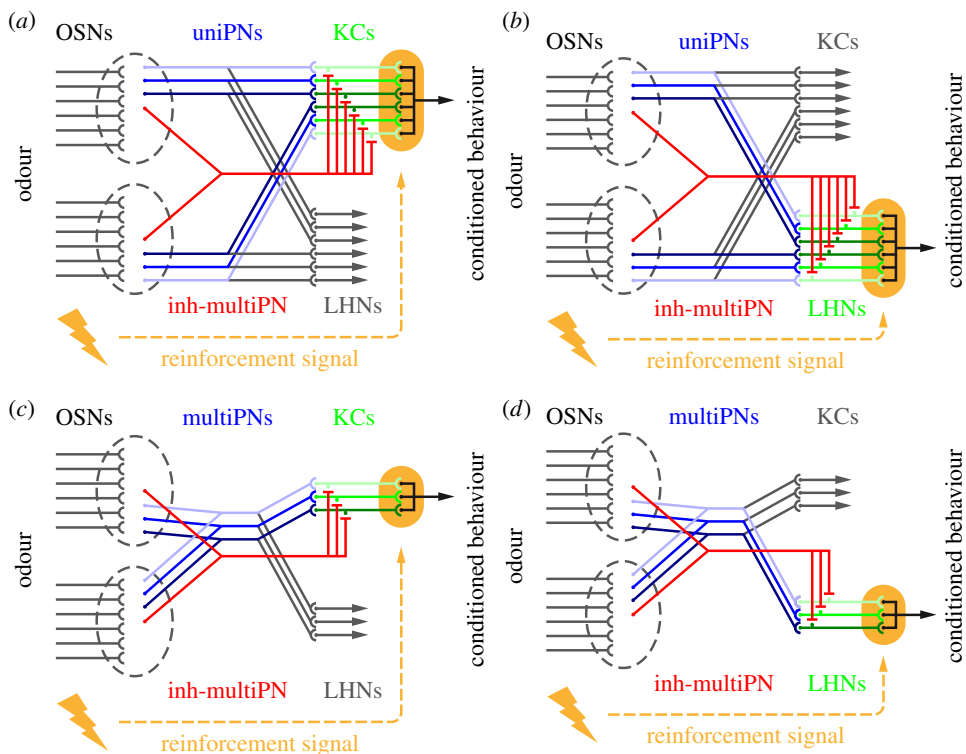 (a)
OSNs uniPNs KCs
odour
conditioned behaviour
inh-multiPN LHNs
reinforcement signal
(b)
OSNs uniPNs KCs
odour
conditioned behaviour
inh-multiPN LHNs
reinforcement signal
(c)
OSNs multiPNs KCs
odour
conditioned behaviour
inh-multiPN LHNs
reinforcement signal
(d)
OSNs multiPNs KCs
odour
conditioned behaviour
inh-multiPN LHNs
reinforcement signal